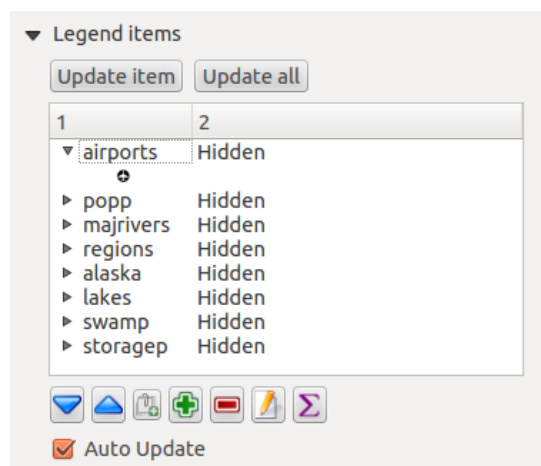 Legend items
Update item Update all
1 2
airports Hidden
popp Hidden
majrivers Hidden
regions Hidden
alaska Hidden
lakes Hidden
swamp Hidden
storagep Hidden
Σ
Auto Update